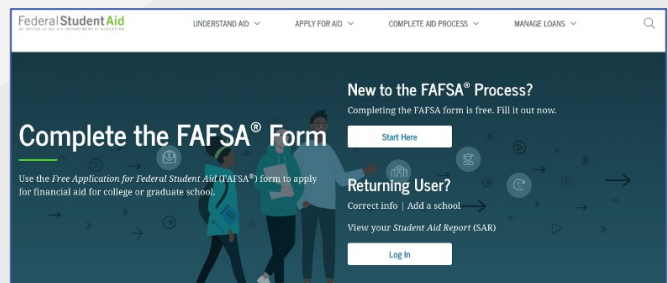 Federal Student Aid
AN OFFICE of the U.S. DEPARTMENT of EDUCATION
UNDERSTAND AID
APPLY FOR AID
COMPLETE AID PROCESS
MANAGE LOANS
Complete the FAFSA® Form
Use the Free Application for Federal Student Aid (FAFSA®) form to apply
for financial aid for college or graduate school.
New to the FAFSA® Process?
Completing the FAFSA form is free. Fill it out now.
Start Here
Returning User?
Correct info | Add a school
View your Student Aid Report (SAR)
Log In